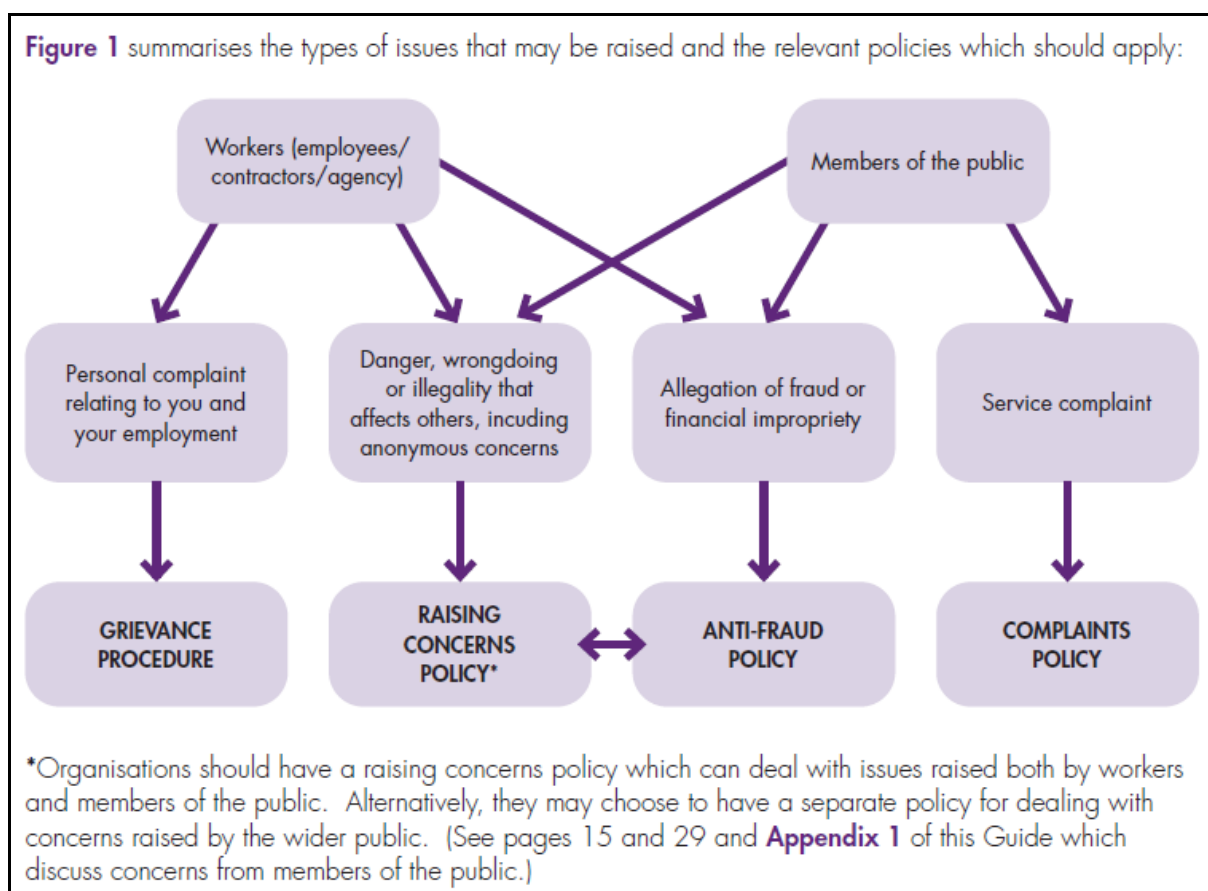 Figure 1 summarises the types of issues that may be raised and the relevant policies which should apply:
Workers (employees/
contractors/agency)
Members of the public
Personal complaint
relating to you and
your employment
Danger, wrongdoing
or illegality that
affects others, incuding
anonymous concerns
Allegation of fraud or
financial impropriety
Service complaint
GRIEVANCE
PROCEDURE
RAISING
CONCERNS
POLICY*
ANTI-FRAUD
POLICY
COMPLAINTS
POLICY
*Organisations should have a raising concerns policy which can deal with issues raised both by workers
and members of the public.  Alternatively, they may choose to have a separate policy for dealing with
concerns raised by the wider public.  (See pages 15 and 29 and Appendix 1 of this Guide which
discuss concerns from members of the public.)